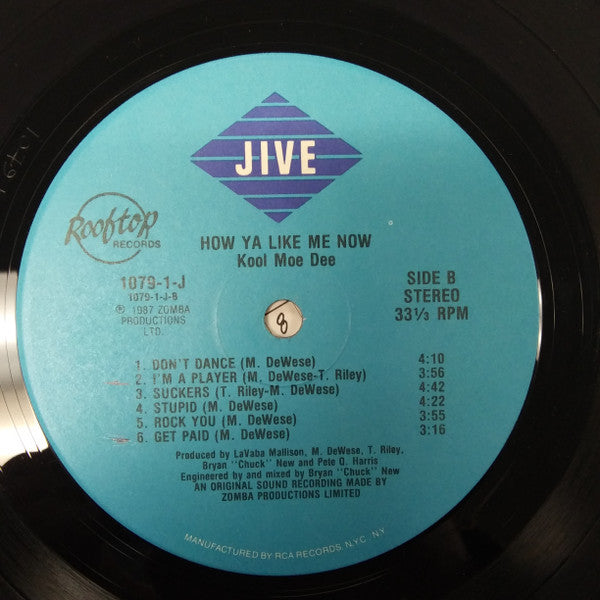 JIVE
Rooftop
RECORDS
HOW YA LIKE ME NOW
Kool Moe Dee
1079-1-J
1079-1-J-B
℗ 1987 ZOMBA
PRODUCTIONS
LTD.
SIDE B
STEREO
33⅓ RPM
8
1. DON'T DANCE (M. DeWese) 4:10
2. I'M A PLAYER (M. DeWese-T. Riley) 3:56
3. SUCKERS (T. Riley-M. DeWese) 4:42
4. STUPID (M. DeWese) 4:22
5. ROCK YOU (M. DeWese) 3:55
6. GET PAID (M. DeWese) 3:16
Produced by LaVaba Mallison, M. DeWese, T. Riley,
Bryan "Chuck" New and Pete Q. Harris
Engineered by and mixed by Bryan "Chuck" New
AN ORIGINAL SOUND RECORDING MADE BY
ZOMBA PRODUCTIONS LIMITED
MANUFACTURED BY RCA RECORDS, N.Y.C. N.Y.